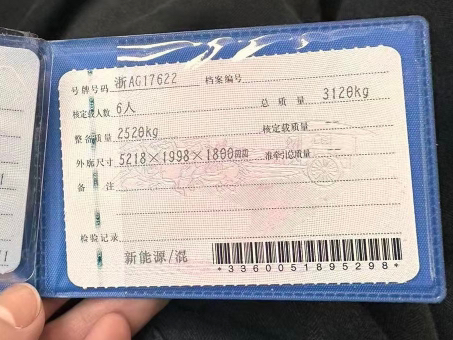 号牌号码 浙AG17622 档案编号
核定载人数 6人 总质量 3120kg
整备质量 2520kg 核定载质量 --
外廓尺寸 5218×1998×1800mm 准牵引总质量 --
备注
检验记录
新能源/混
*3360051895298*